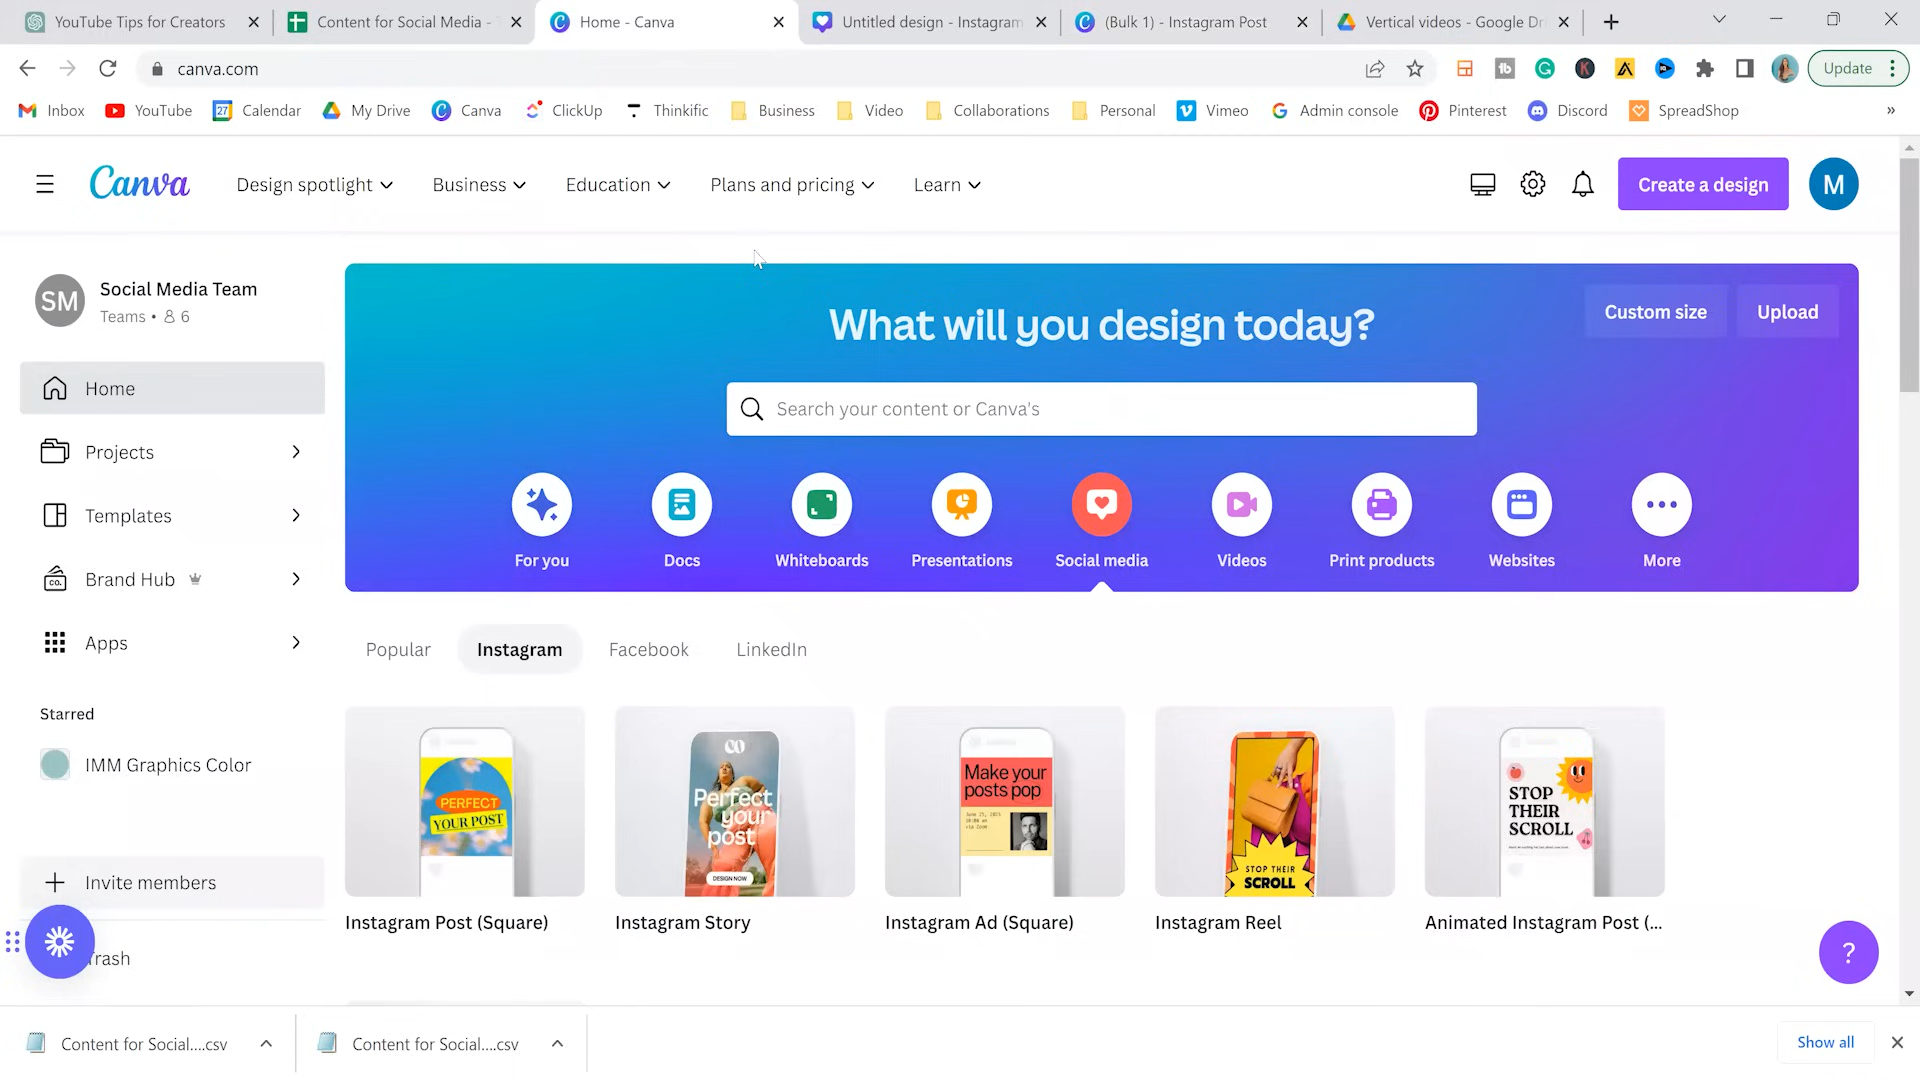 YouTube Tips for Creators
Content for Social Media -
Home - Canva
Untitled design - Instagram
(Bulk 1) - Instagram Post
Vertical videos - Google Dr
canva.com
Update
Inbox
YouTube
27
Calendar
My Drive
Canva
ClickUp
Thinkific
Business
Video
Collaborations
Personal
Vimeo
Admin console
Pinterest
Discord
SpreadShop
Canva
Design spotlight
Business
Education
Plans and pricing
Learn
Create a design
M
SM
Social Media Team
Teams • 6
What will you design today?
Custom size
Upload
Search your content or Canva's
For you
Docs
Whiteboards
Presentations
Social media
Videos
Print products
Websites
More
Home
Projects
Templates
CO.
Brand Hub
Apps
Starred
IMM Graphics Color
Invite members
Trash
Popular
Instagram
Facebook
LinkedIn
PERFECT
YOUR POST
Perfect
your
post
DESIGN NOW
Make your
posts pop
STOP THEIR
SCROLL
STOP
THEIR
SCROLL
Instagram Post (Square)
Instagram Story
Instagram Ad (Square)
Instagram Reel
Animated Instagram Post (...
?
Content for Social....csv
Content for Social....csv
Show all